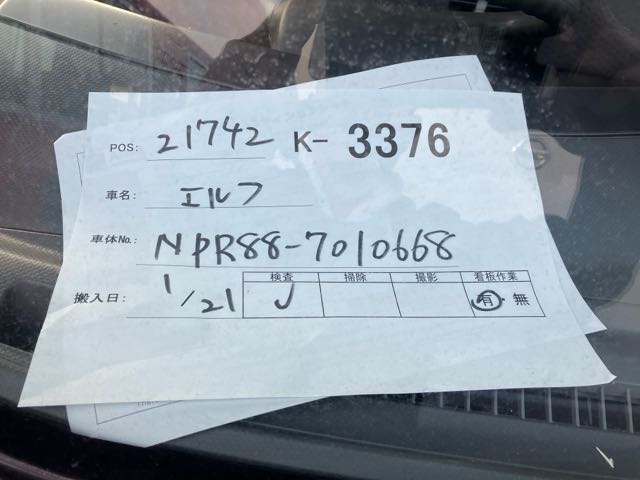 POS: 21742 K- 3376
車名: エルフ
車体No.: NPR88-7010668
検査 掃除 撮影 看板作業
搬入日: 1/21 有・無